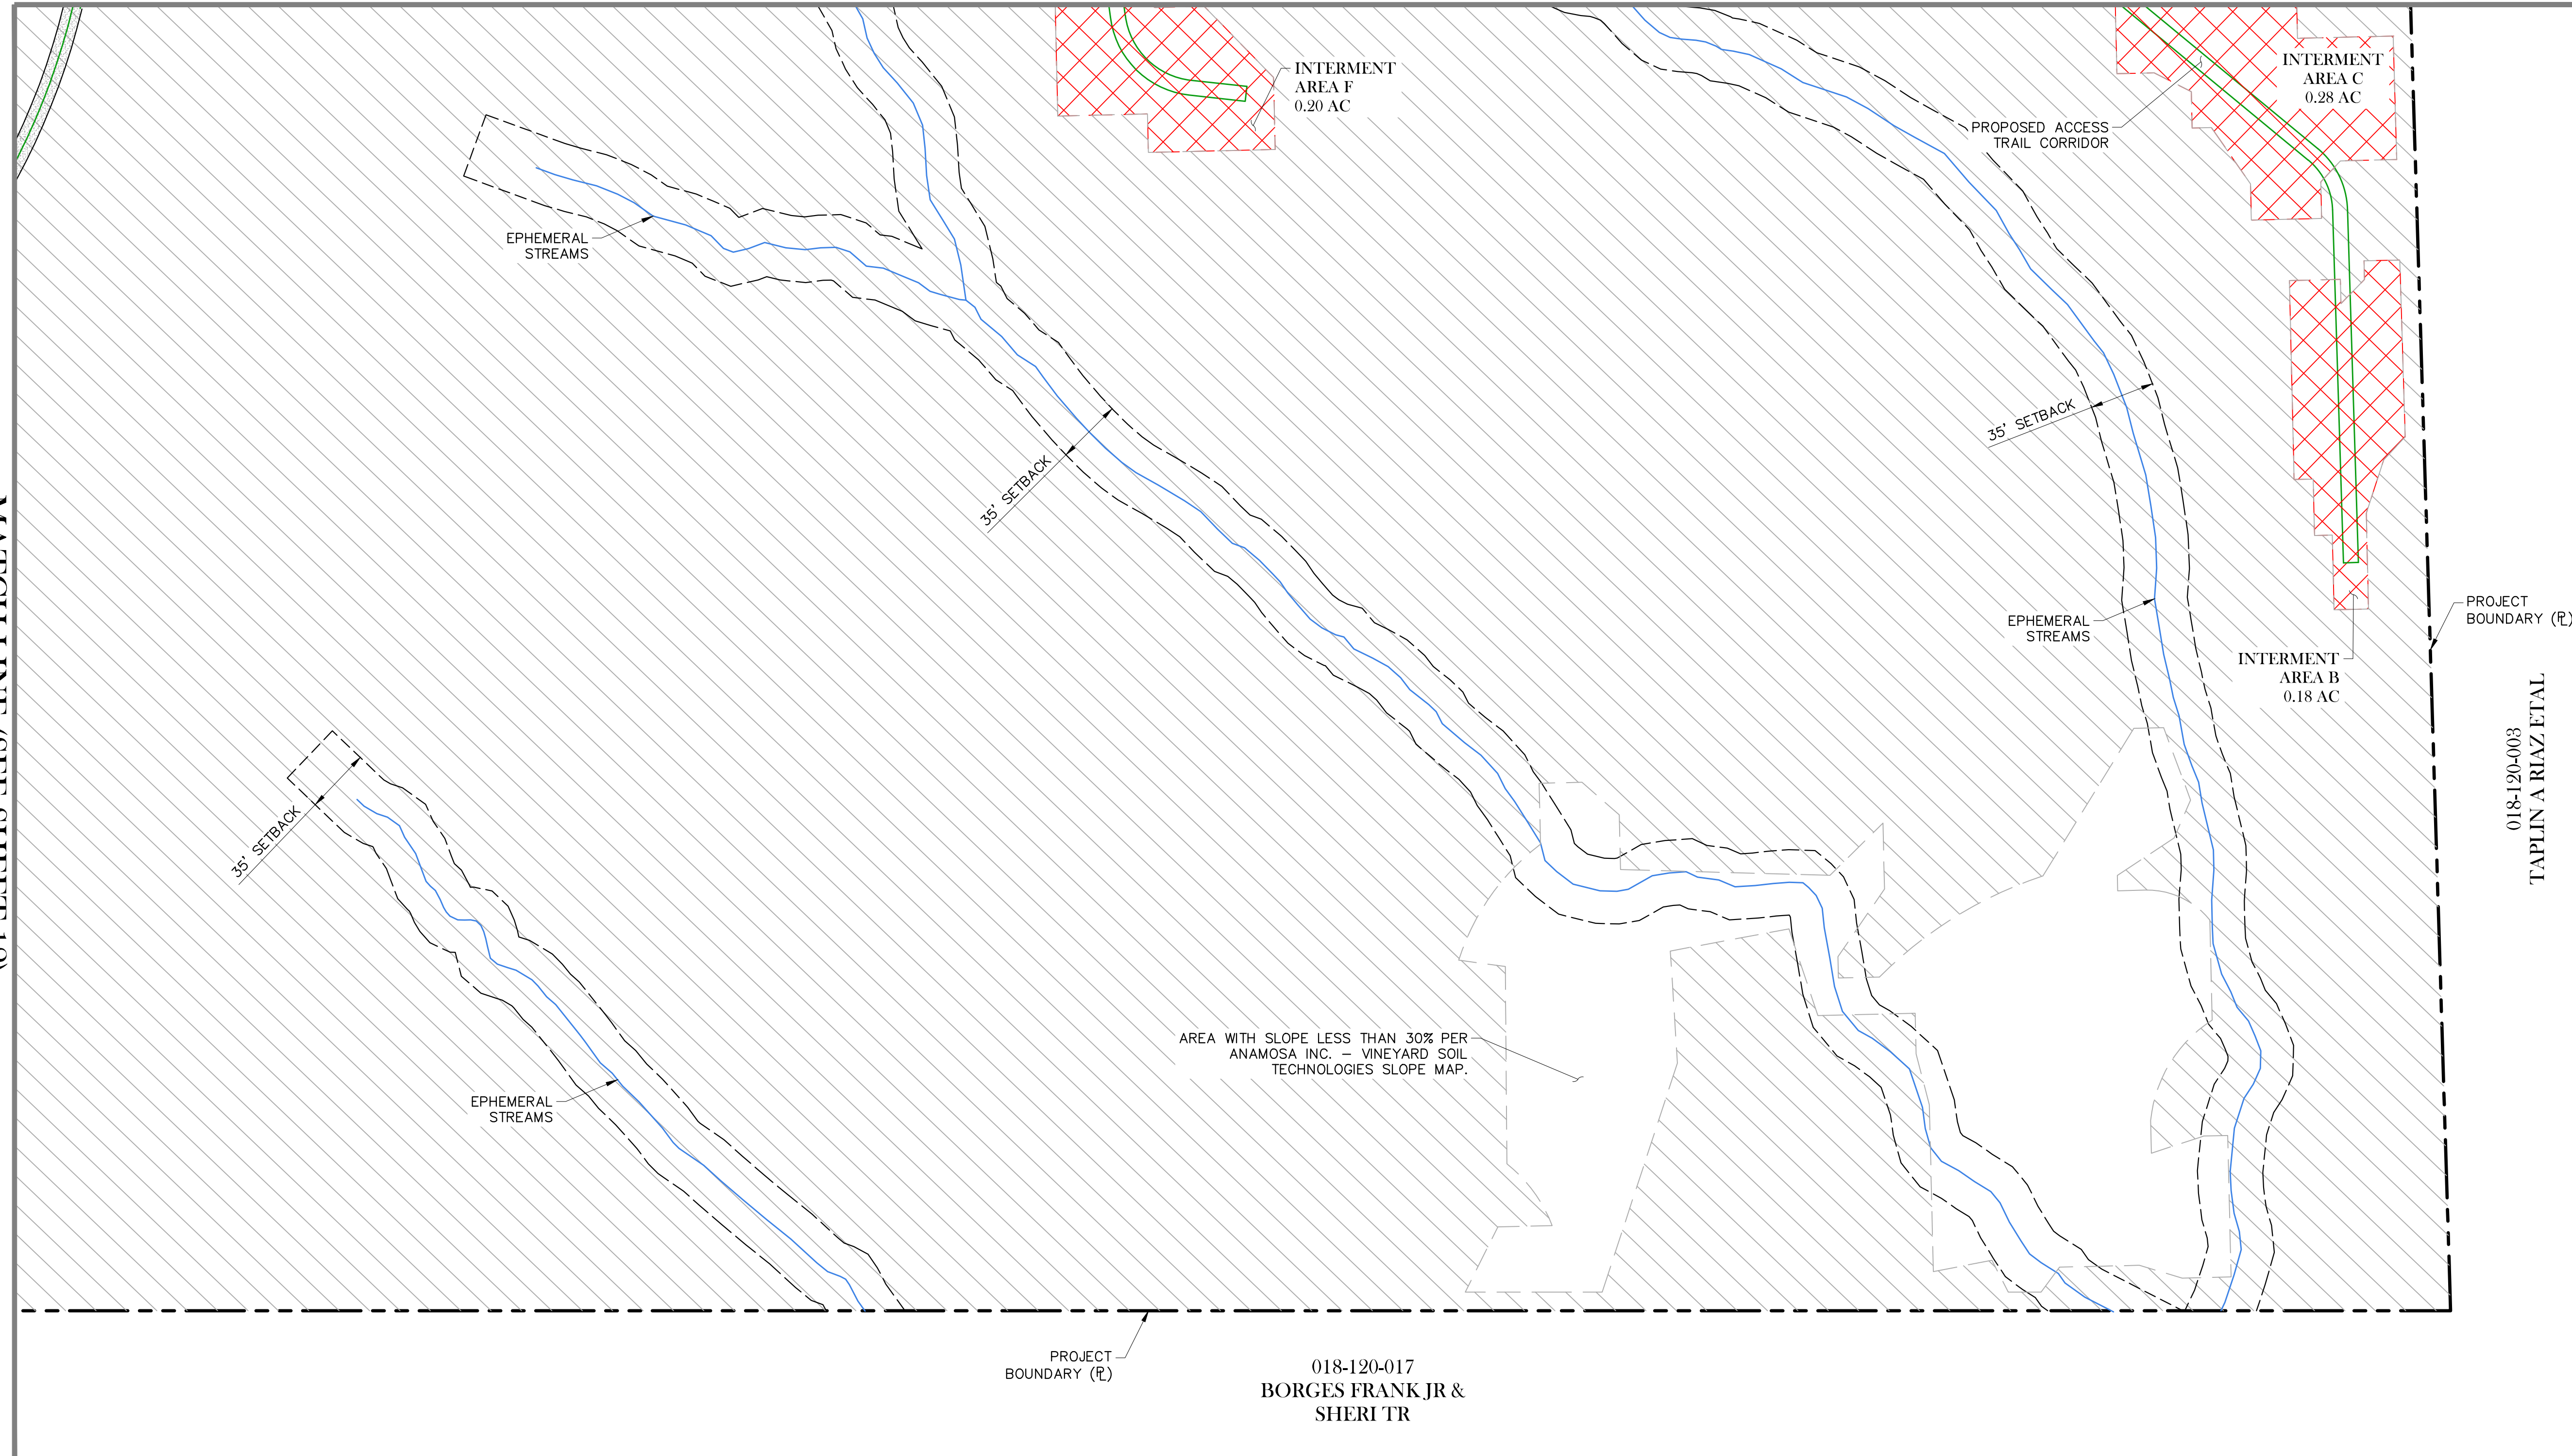 INTERMENT
AREA F
0.20 AC
INTERMENT
AREA C
0.28 AC
PROPOSED ACCESS
TRAIL CORRIDOR
EPHEMERAL
STREAMS
35' SETBACK
35' SETBACK
EPHEMERAL
STREAMS
PROJECT
BOUNDARY (PL)
INTERMENT
AREA B
0.18 AC
018-120-003
TAPLIN A RIAZ ETAL
35' SETBACK
AREA WITH SLOPE LESS THAN 30% PER
ANAMOSA INC. – VINEYARD SOIL
TECHNOLOGIES SLOPE MAP.
EPHEMERAL
STREAMS
PROJECT
BOUNDARY (PL)
018-120-017
BORGES FRANK JR &
SHERI TR